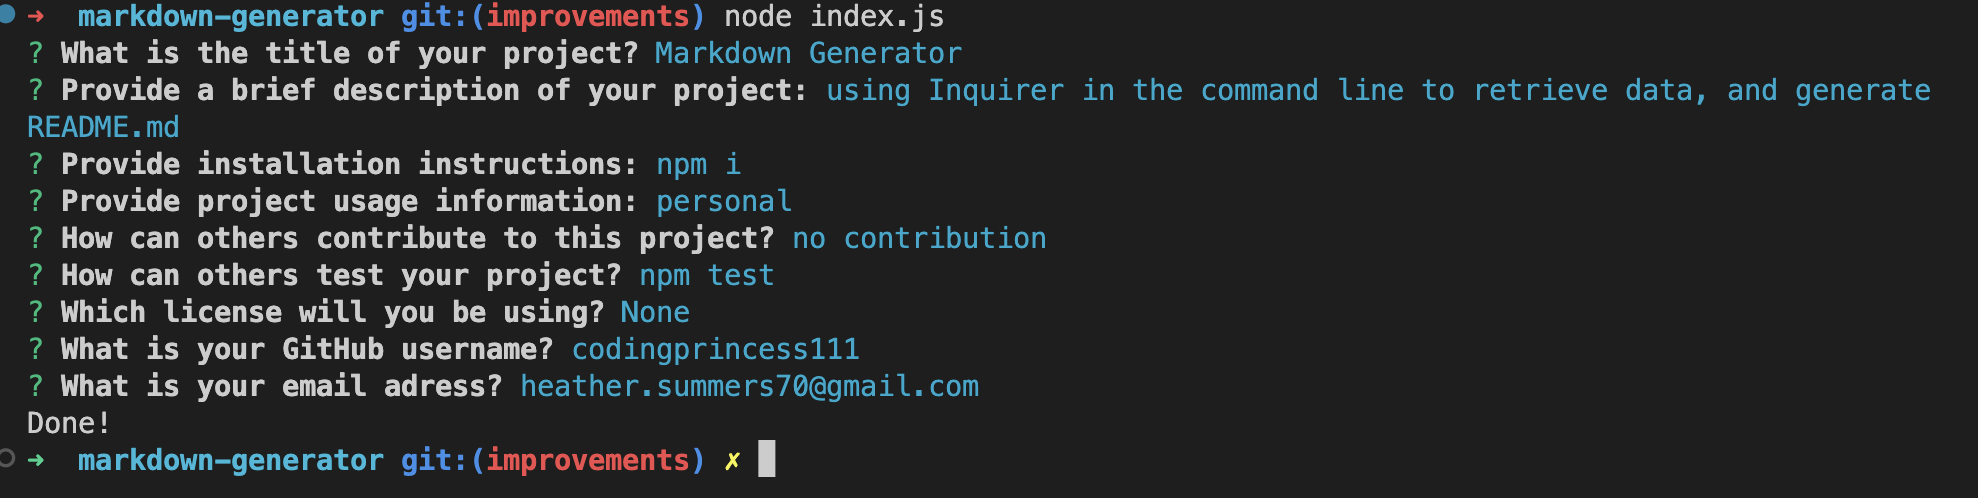 ➜ markdown-generator git:(improvements) node index.js
? What is the title of your project? Markdown Generator
? Provide a brief description of your project: using Inquirer in the command line to retrieve data, and generate
README.md
? Provide installation instructions: npm i
? Provide project usage information: personal
? How can others contribute to this project? no contribution
? How can others test your project? npm test
? Which license will you be using? None
? What is your GitHub username? codingprincess111
? What is your email adress? heather.summers70@gmail.com
Done!
➜ markdown-generator git:(improvements) ✗